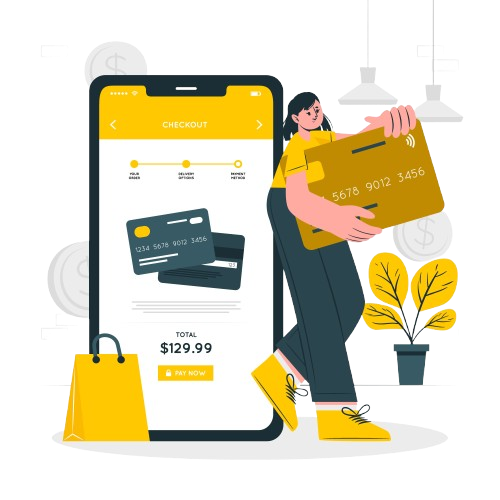 CHECKOUT
YOUR ORDER
DELIVERY OPTIONS
PAYMENT METHOD
1234 5678 9012 3456
TOTAL
$129.99
PAY NOW
5678 9012 3456
$
$
$